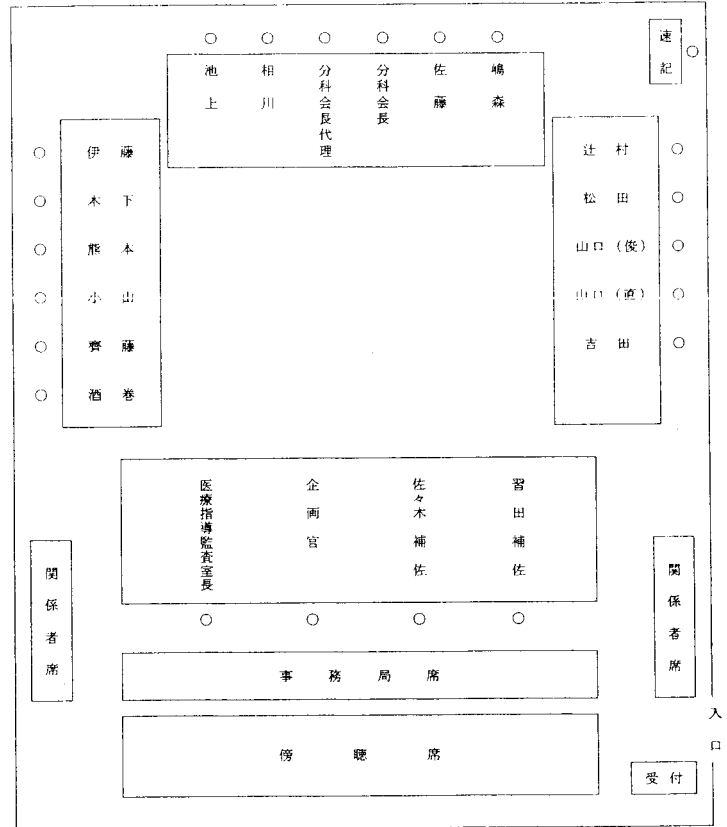 速記
池上
相川
分科会長代理
分科会長
佐藤
嶋森
伊藤
木下
熊本
小山
齊藤
酒巻
辻村
松田
山口(俊)
山口(直)
吉田
医療指導監査室長
企画官
佐々木補佐
習田補佐
関係者席
関係者席
事務局席
傍聴席
入口
受付